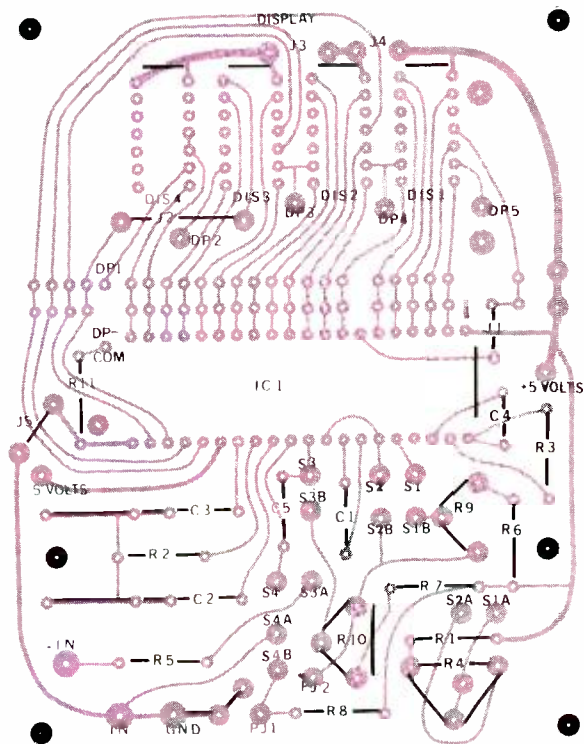 DISPLAY
J3
J4
DIS4
DIS3
DIS2
DIS1
DP3
DP4
DP5
DP2
DP1
DP-
COM
R11
IC1
+5 VOLTS
C4
J5
R3
5 VOLTS
S3
S2
S1
C3
C5
S3B
C1
S2B
S1B
R9
R6
R2
C2
S4
S3A
R7
S2A
S1A
S4A
R10
R1
-IN
R5
S4B
R4
PJ2
IN
GND
PJ1
R8